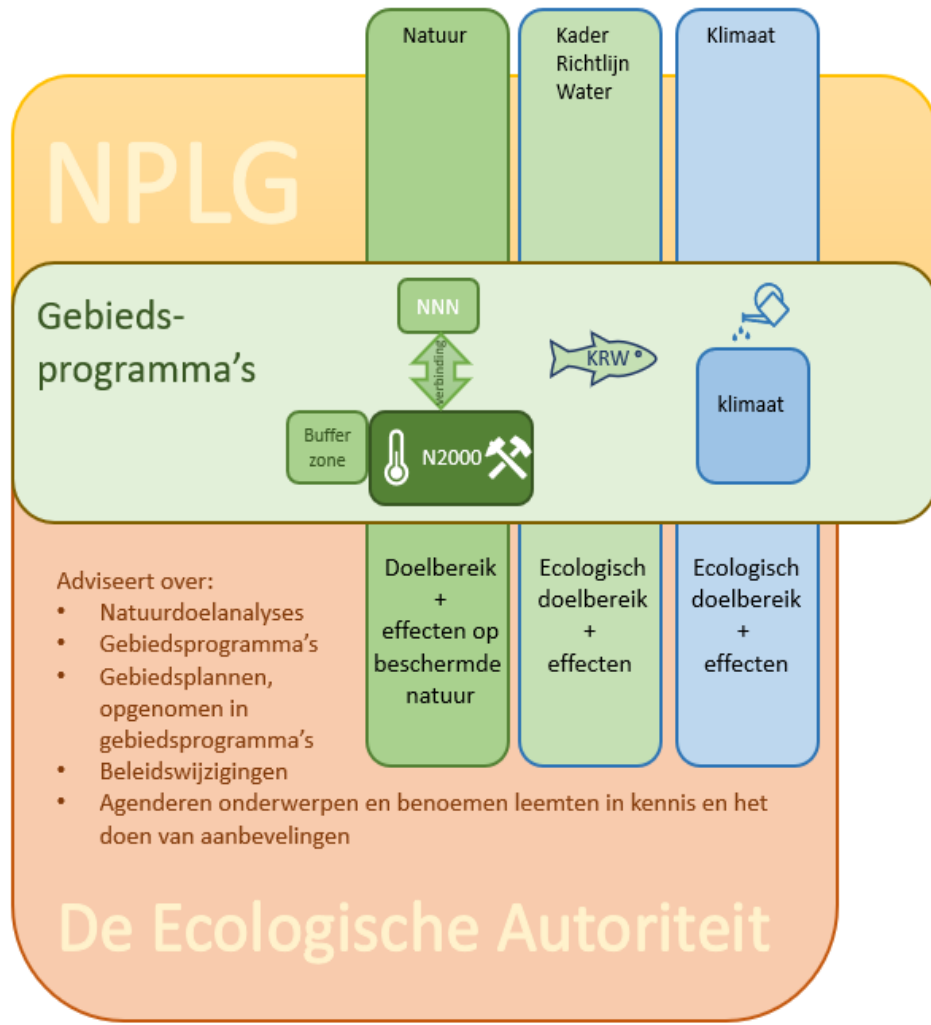 Natuur
Kader
Richtlijn
Water
Klimaat
NPLG
Gebieds-
programma's
NNN
verbinding
Buffer
zone
N2000
KRW
klimaat
Adviseert over:
• Natuurdoelanalyses
• Gebiedsprogramma's
• Gebiedsplannen,
opgenomen in
gebiedsprogramma's
• Beleidswijzigingen
• Agenderen onderwerpen en benoemen leemten in kennis en het
doen van aanbevelingen
Doelbereik
+
effecten op
beschermde
natuur
Ecologisch
doelbereik
+
effecten
Ecologisch
doelbereik
+
effecten
De Ecologische Autoriteit